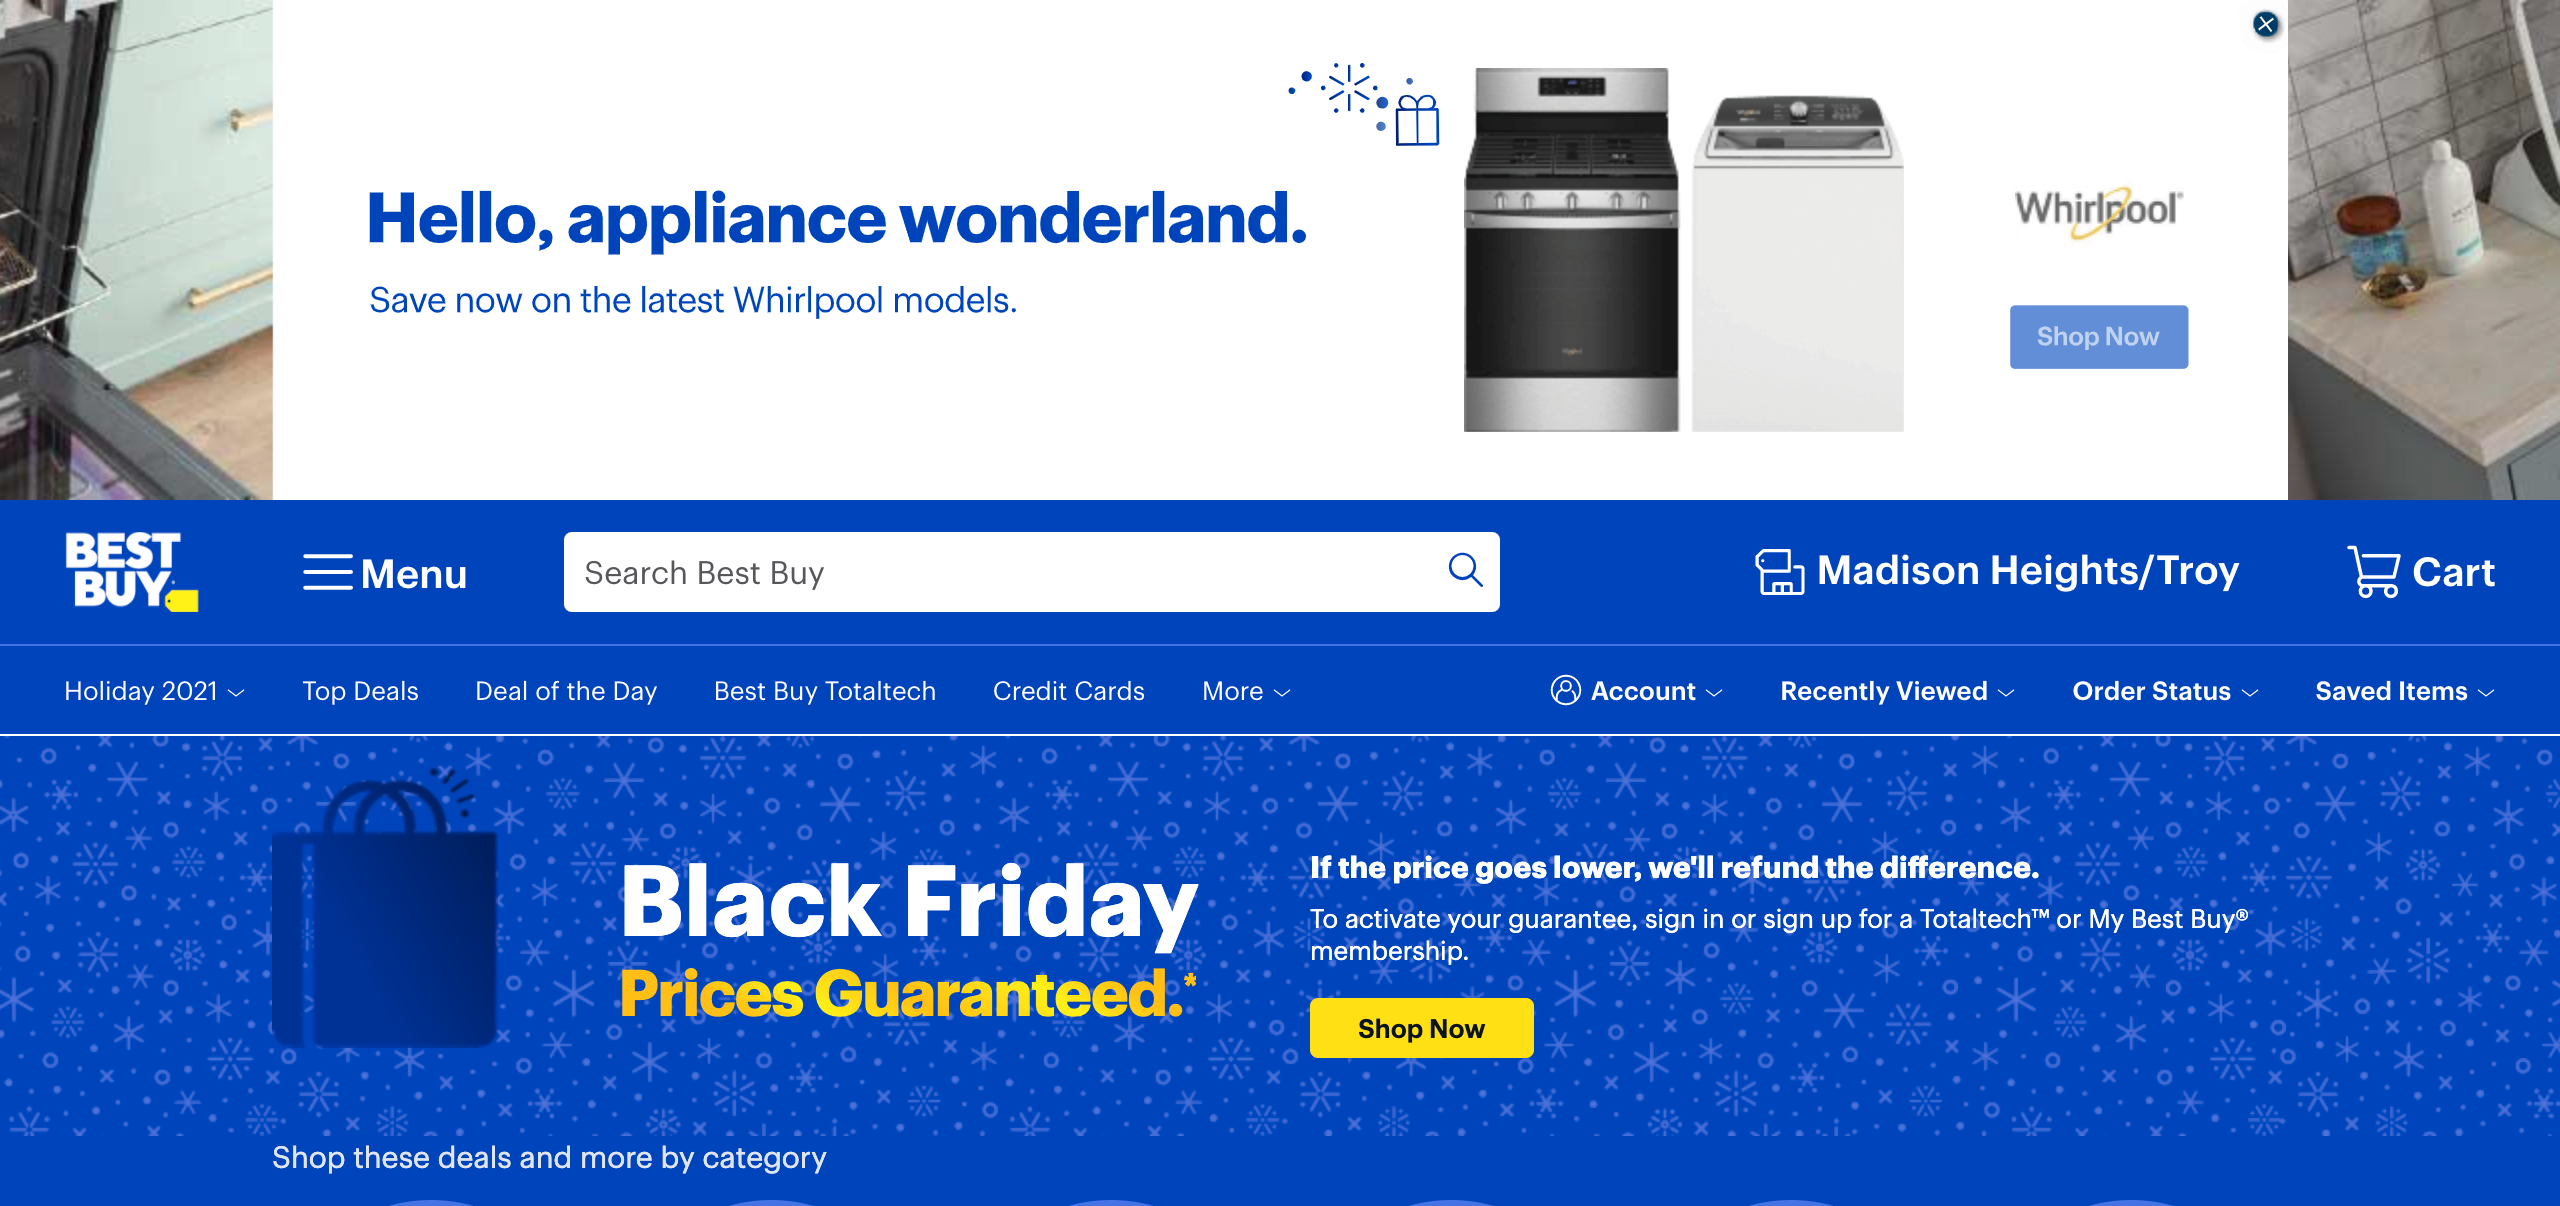 Hello, appliance wonderland.
Save now on the latest Whirlpool models.
Whirlpool
Shop Now
BEST
BUY
Menu
Search Best Buy
Madison Heights/Troy
Cart
Holiday 2021
Top Deals
Deal of the Day
Best Buy Totaltech
Credit Cards
More
Account
Recently Viewed
Order Status
Saved Items
Black Friday
Prices Guaranteed.*
If the price goes lower, we'll refund the difference.
To activate your guarantee, sign in or sign up for a Totaltech™ or My Best Buy®
membership.
Shop Now
Shop these deals and more by category